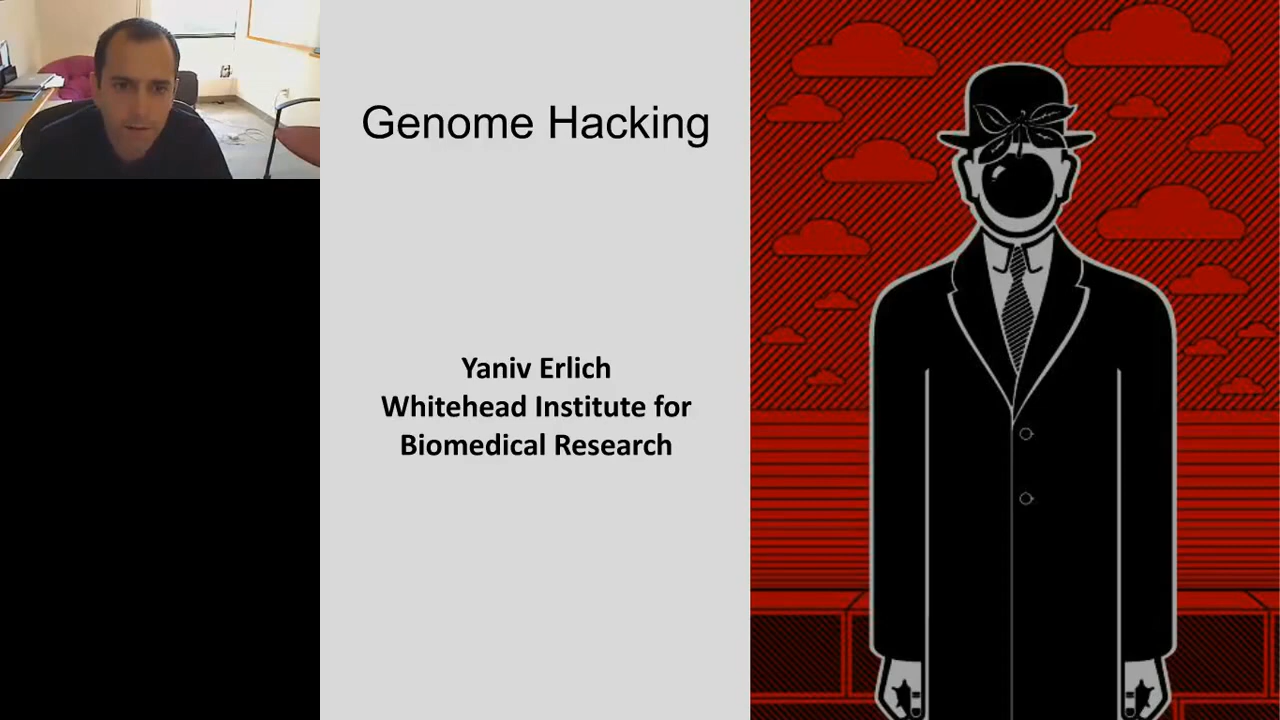 Genome Hacking
Yaniv Erlich
Whitehead Institute for
Biomedical Research